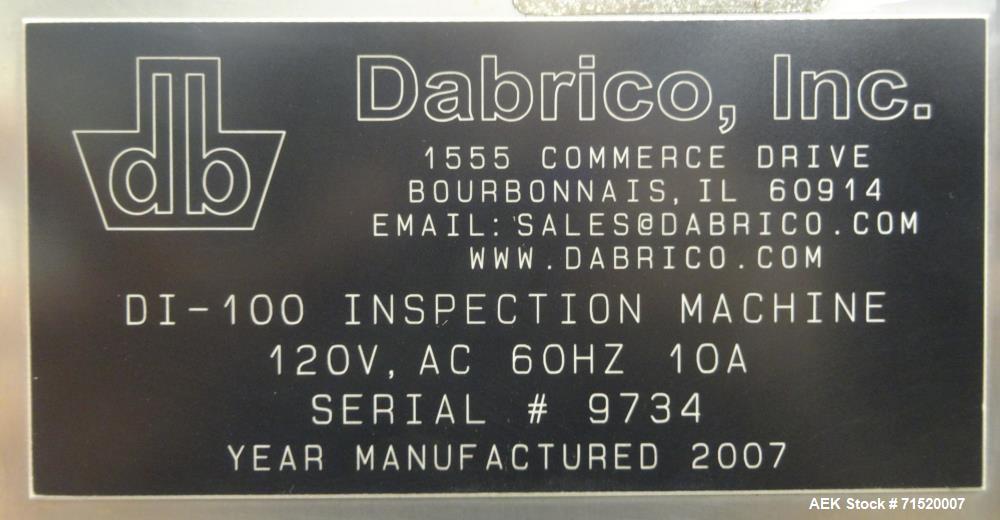 db
Dabrico, Inc.
1555 COMMERCE DRIVE
BOURBONNAIS, IL 60914
EMAIL: SALES@DABRICO.COM
WWW.DABRICO.COM
DI-100 INSPECTION MACHINE
120V, AC 60HZ 10A
SERIAL # 9734
YEAR MANUFACTURED 2007
AEK Stock # 71520007